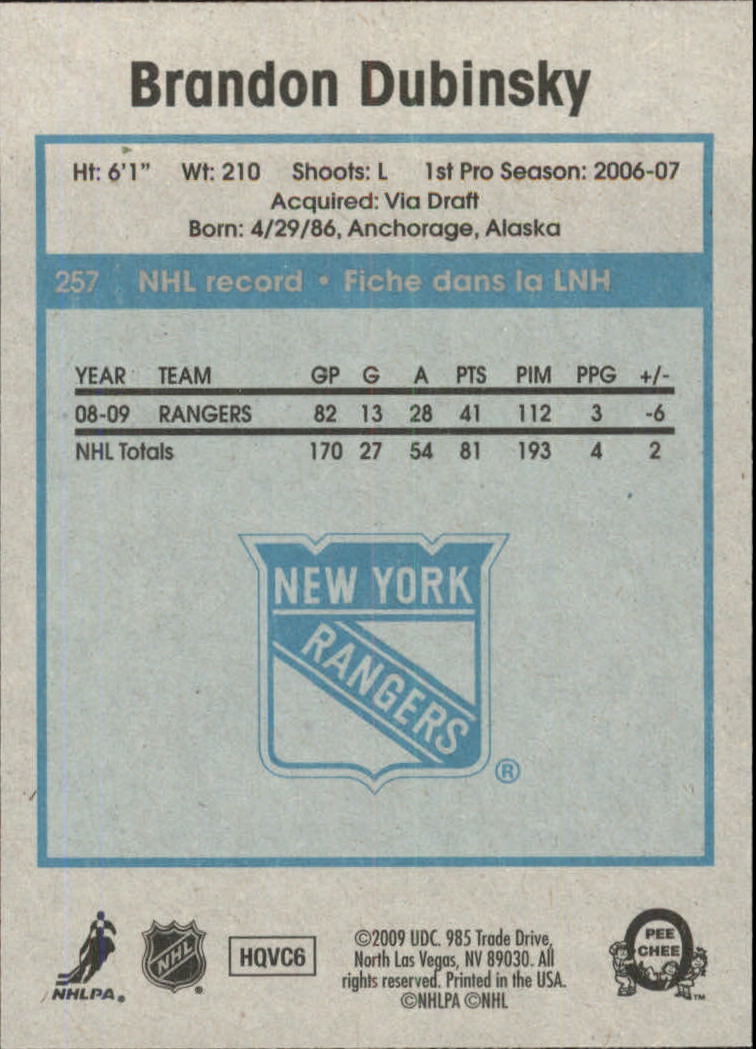 Brandon Dubinsky
Ht: 6'1" Wt: 210 Shoots: L 1st Pro Season: 2006-07
Acquired: Via Draft
Born: 4/29/86, Anchorage, Alaska
257 NHL record • Fiche dans la LNH
YEAR TEAM GP G A PTS PIM PPG +/-
08-09 RANGERS 82 13 28 41 112 3 -6
NHL Totals 170 27 54 81 193 4 2
NEW YORK
RANGERS
®
NHLPA®
NHL®
HQVC6
©2009 UDC. 985 Trade Drive,
North Las Vegas, NV 89030. All
rights reserved. Printed in the USA.
©NHLPA ©NHL
O
PEE
CHEE
™